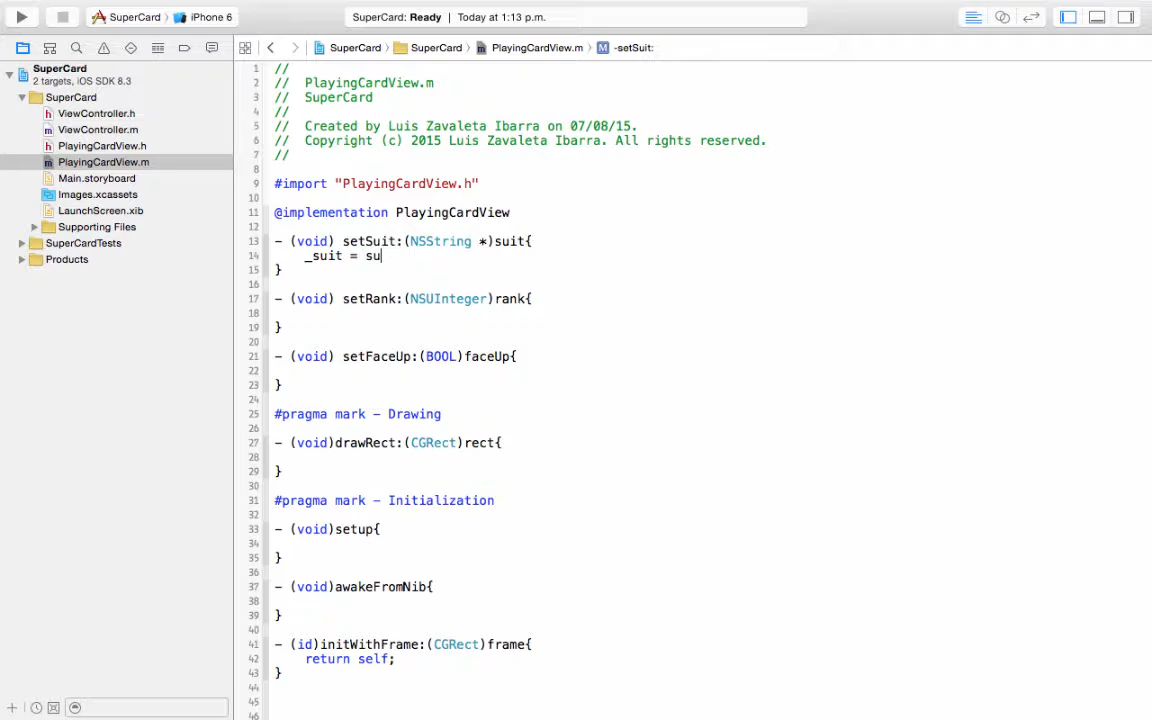 SuperCard 〉 iPhone 6
SuperCard: Ready | Today at 1:13 p.m.
SuperCard 〉 SuperCard 〉 PlayingCardView.m 〉 M -setSuit:
SuperCard
2 targets, iOS SDK 8.3
SuperCard
h ViewController.h
m ViewController.m
h PlayingCardView.h
m PlayingCardView.m
Main.storyboard
Images.xcassets
LaunchScreen.xib
Supporting Files
SuperCardTests
Products
1 //
2 // PlayingCardView.m
3 // SuperCard
4 //
5 // Created by Luis Zavaleta Ibarra on 07/08/15.
6 // Copyright (c) 2015 Luis Zavaleta Ibarra. All rights reserved.
7 //
8
9 #import "PlayingCardView.h"
10
11 @implementation PlayingCardView
12
13 - (void) setSuit:(NSString *)suit{
14 _suit = su
15 }
16
17 - (void) setRank:(NSUInteger)rank{
18
19 }
20
21 - (void) setFaceUp:(BOOL)faceUp{
22
23 }
24
25 #pragma mark - Drawing
26
27 - (void)drawRect:(CGRect)rect{
28
29 }
30
31 #pragma mark - Initialization
32
33 - (void)setup{
34
35 }
36
37 - (void)awakeFromNib{
38
39 }
40
41 - (id)initWithFrame:(CGRect)frame{
42 return self;
43 }
44
45
46